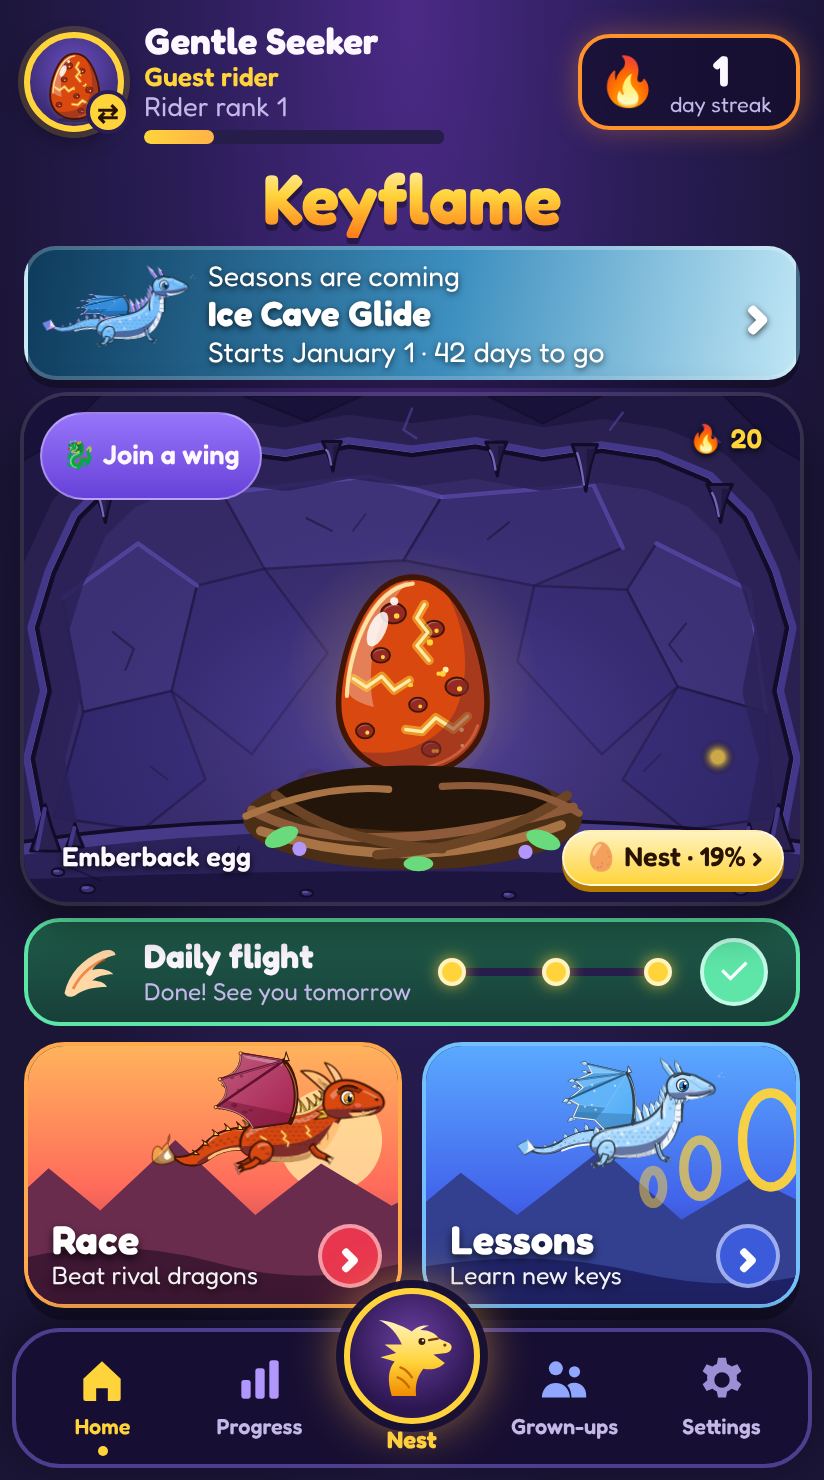 Gentle Seeker
Guest rider
Rider rank 1
1
day streak
Keyflame
Seasons are coming
Ice Cave Glide
Starts January 1 · 42 days to go
Join a wing
20
Emberback egg
Nest · 19% ›
Daily flight
Done! See you tomorrow
Race
Beat rival dragons
Lessons
Learn new keys
Home
Progress
Nest
Grown-ups
Settings